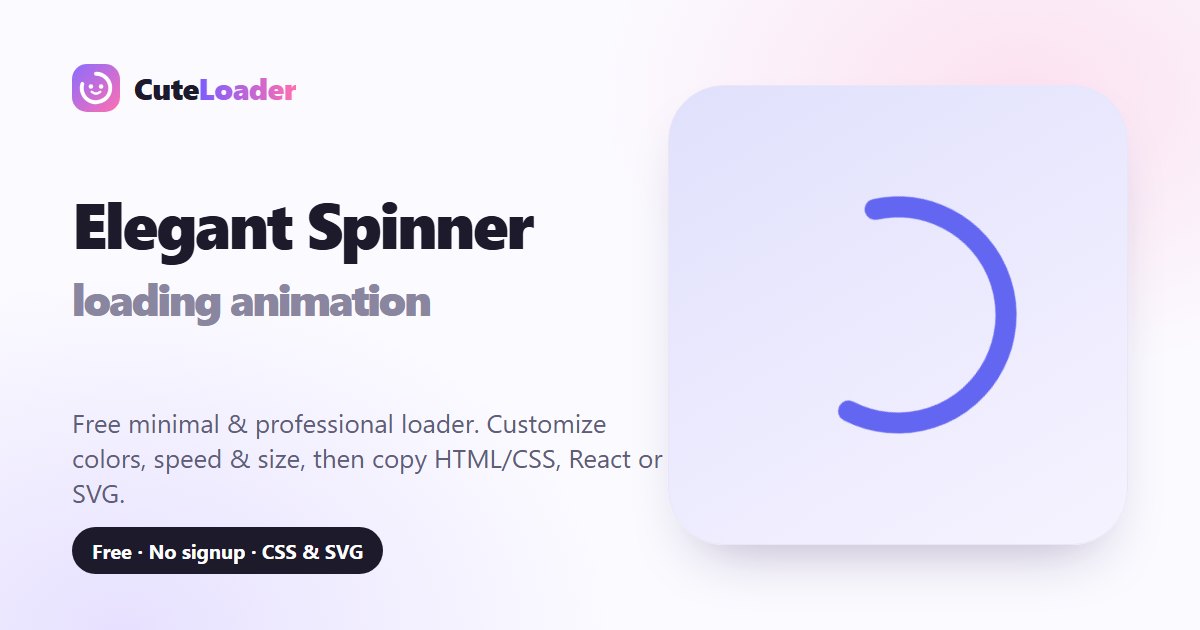 CuteLoader
Elegant Spinner
loading animation
Free minimal & professional loader. Customize
colors, speed & size, then copy HTML/CSS, React or
SVG.
Free · No signup · CSS & SVG